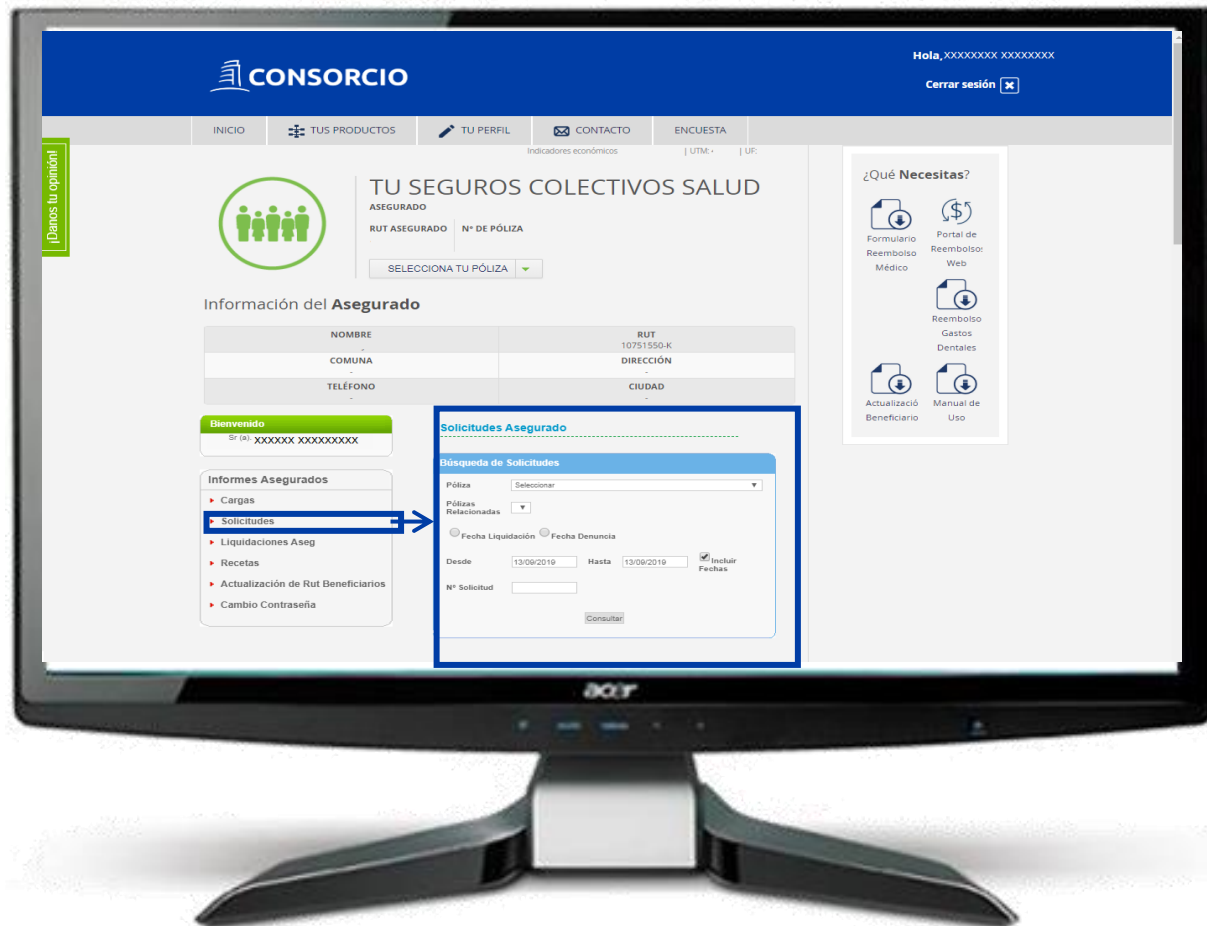 CONSORCIO
Hola,XXXXXXXX XXXXXXXX
Cerrar sesión
INICIO TUS PRODUCTOS TU PERFIL CONTACTO ENCUESTA
Indicadores económicos | UTM: - | UF:
¡Danos tu opinión!
TU SEGUROS COLECTIVOS SALUD
ASEGURADO
RUT ASEGURADO Nº DE PÓLIZA
SELECCIONA TU PÓLIZA
¿Qué Necesitas?
Formulario Reembolso Médico
Portal de Reembolsos Web
Reembolso Gastos Dentales
Actualizació Beneficiario
Manual de Uso
Información del Asegurado
NOMBRE RUT
- 10751550-K
COMUNA DIRECCIÓN
- -
TELÉFONO CIUDAD
- -
Bienvenido
Sr (a). XXXXXX XXXXXXXXX
Informes Asegurados
Cargas
Solicitudes
Liquidaciones Aseg
Recetas
Actualización de Rut Beneficiarios
Cambio Contraseña
Solicitudes Asegurado
Búsqueda de Solicitudes
Póliza Seleccionar
Pólizas
Relacionadas
Fecha Liquidación Fecha Denuncia
Desde 13/09/2019 Hasta 13/09/2019 Incluir
Fechas
Nº Solicitud
Consultar
acer